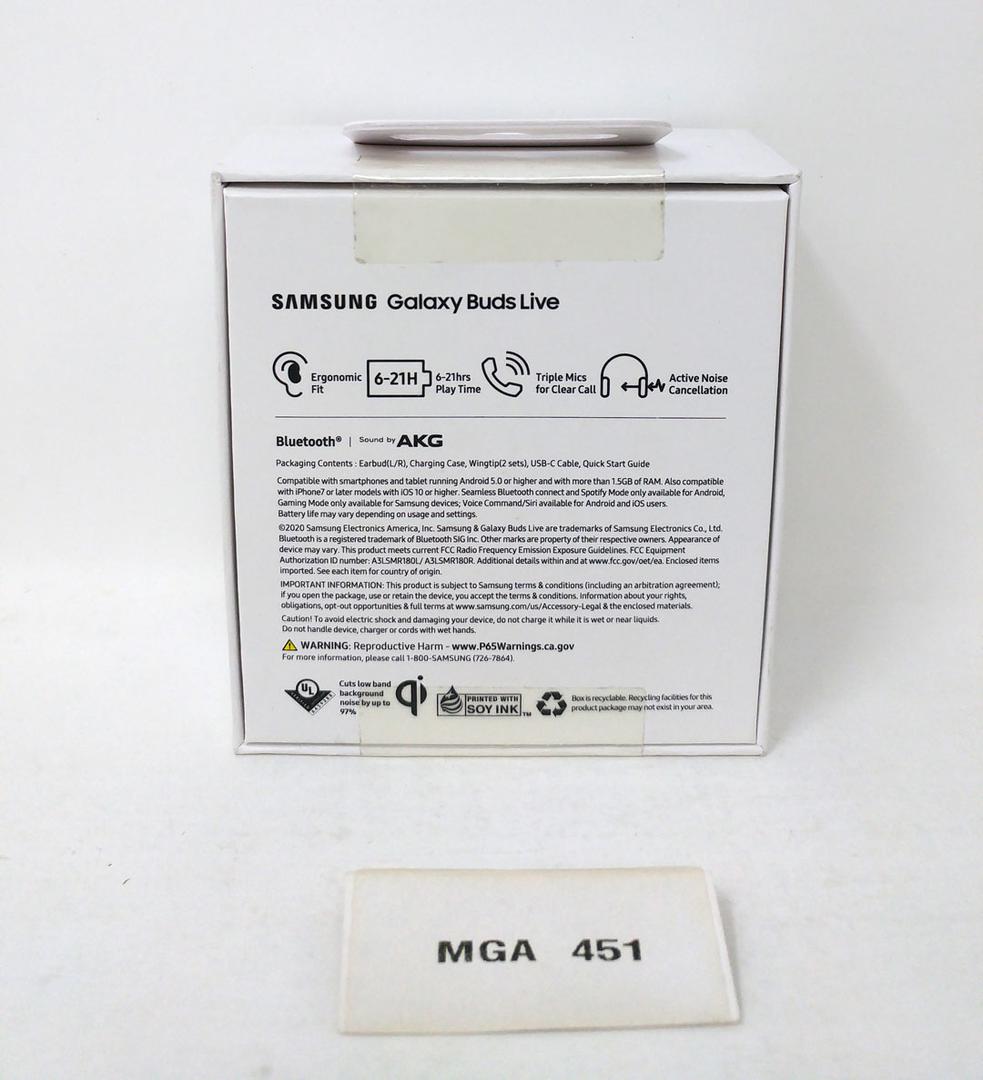 SAMSUNG Galaxy Buds Live
Ergonomic
Fit
6-21H
6-21hrs
Play Time
Triple Mics
for Clear Call
Active Noise
Cancellation
Bluetooth® | Sound by AKG
Packaging Contents : Earbud(L/R), Charging Case, Wingtip(2 sets), USB-C Cable, Quick Start Guide
Compatible with smartphones and tablet running Android 5.0 or higher and with more than 1.5GB of RAM. Also compatible
with iPhone7 or later models with iOS 10 or higher. Seamless Bluetooth connect and Spotify Mode only available for Android,
Gaming Mode only available for Samsung devices; Voice Command/Siri available for Android and iOS users.
Battery life may vary depending on usage and settings.
©2020 Samsung Electronics America, Inc. Samsung & Galaxy Buds Live are trademarks of Samsung Electronics Co., Ltd.
Bluetooth is a registered trademark of Bluetooth SIG Inc. Other marks are property of their respective owners. Appearance of
device may vary. This product meets current FCC Radio Frequency Emission Exposure Guidelines. FCC Equipment
Authorization ID number: A3LSMR180L/ A3LSMR180R. Additional details within and at www.fcc.gov/oet/ea. Enclosed items
imported. See each item for country of origin.
IMPORTANT INFORMATION: This product is subject to Samsung terms & conditions (including an arbitration agreement);
if you open the package, use or retain the device, you accept the terms & conditions. Information about your rights,
obligations, opt-out opportunities & full terms at www.samsung.com/us/Accessory-Legal & the enclosed materials.
Caution! To avoid electric shock and damaging your device, do not charge it while it is wet or near liquids.
Do not handle device, charger or cords with wet hands.
WARNING: Reproductive Harm - www.P65Warnings.ca.gov
For more information, please call 1-800-SAMSUNG (726-7864).
UL
Cuts low band
background
noise by up to
97%
qi
PRINTED WITH
SOY INK™
Box is recyclable. Recycling facilities for this
product package may not exist in your area.
MGA 451